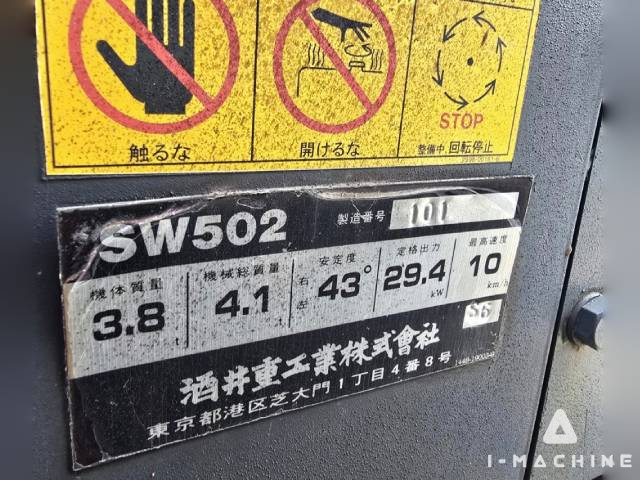 触るな
開けるな
STOP
整備中 回転停止
SW502
製造番号 101
機体質量 機械総質量 安定度 定格出力 最高速度
3.8 4.1 右 左 43° 29.4 kW 10 km/h
S6
酒井重工業株式會社
東京都港区芝大門1丁目4番8号
I-MACHINE